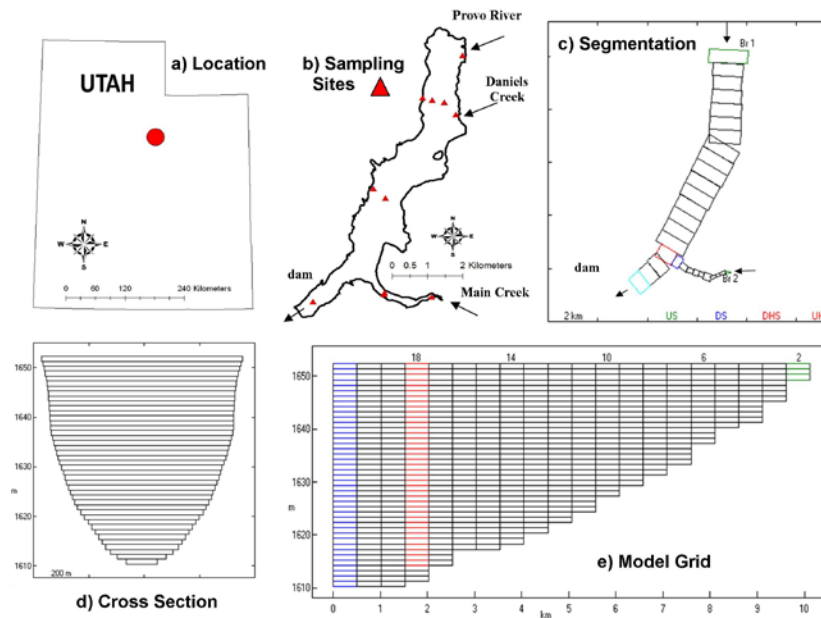 a) Location
UTAH
N
W
E
S
0 60 120 240 Kilometers
b) Sampling
Sites
Provo River
Daniels
Creek
N
W
E
S
0 0.5 1 2 Kilometers
dam
Main Creek
c) Segmentation
Br 1
dam
Br 2
2 km
US
DS
DHS
UH
1650
1640
m
1630
1620
1610
200 m
d) Cross Section
18 14 10 6 2
1650
1640
1630
m
1620
1610
e) Model Grid
0 1 2 3 4 5 6 7 8 9 10
km